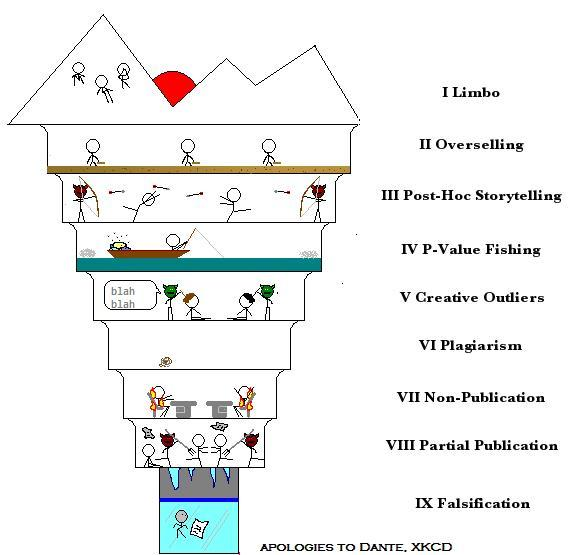 I Limbo
II Overselling
III Post-Hoc Storytelling
IV P-Value Fishing
V Creative Outliers
blah
blah
VI Plagiarism
VII Non-Publication
VIII Partial Publication
IX Falsification
APOLOGIES TO DANTE, XKCD